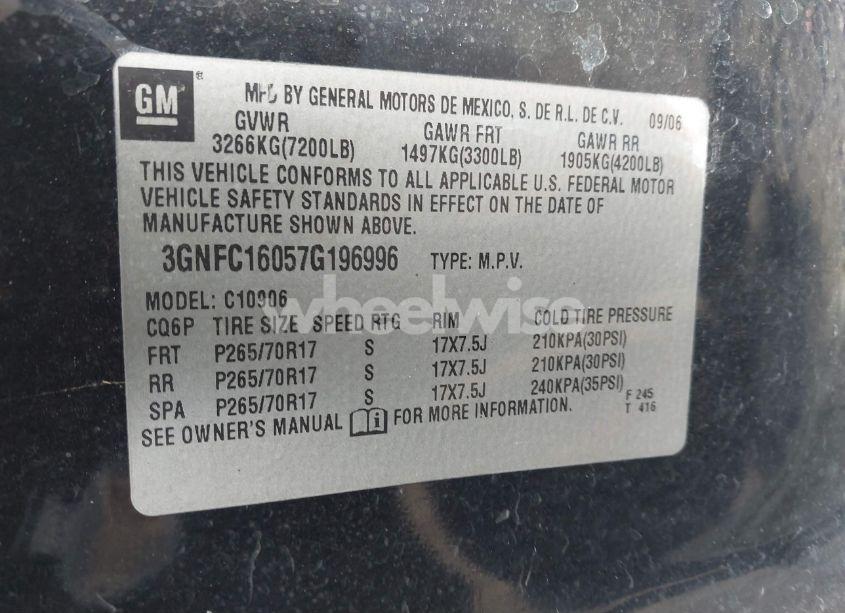 GM ® MFD BY GENERAL MOTORS DE MEXICO, S. DE R.L. DE C.V. 09/06
GVWR GAWR FRT GAWR RR
3266KG(7200LB) 1497KG(3300LB) 1905KG(4200LB)
THIS VEHICLE CONFORMS TO ALL APPLICABLE U.S. FEDERAL MOTOR
VEHICLE SAFETY STANDARDS IN EFFECT ON THE DATE OF
MANUFACTURE SHOWN ABOVE.
3GNFC16057G196996 TYPE: M.P.V.
MODEL: C10906
wheelwise
CQ6P TIRE SIZE SPEED RTG RIM COLD TIRE PRESSURE
FRT P265/70R17 S 17X7.5J 210KPA(30PSI)
RR P265/70R17 S 17X7.5J 210KPA(30PSI)
SPA P265/70R17 S 17X7.5J 240KPA(35PSI)
SEE OWNER'S MANUAL i FOR MORE INFORMATION.
F 245
T 416